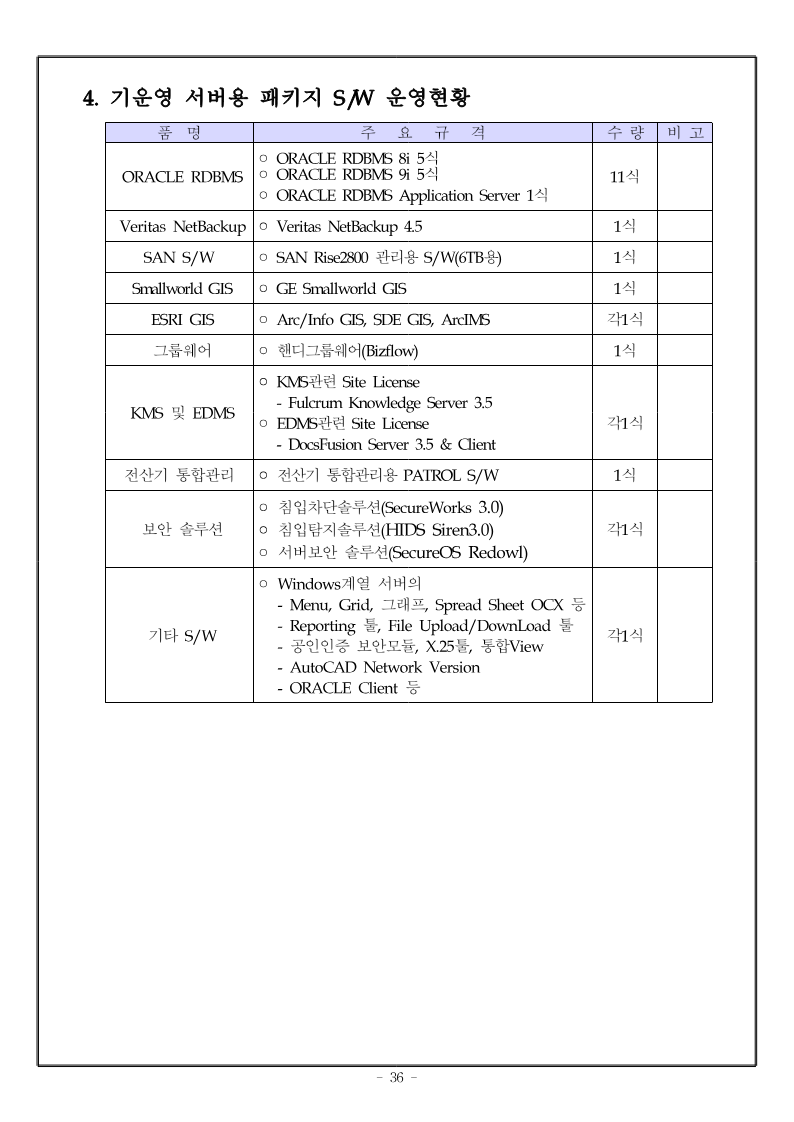 4. 기운영 서버용 패키지 S/W 운영현황
품 명 주 요 규 격 수 량 비 고
ORACLE RDBMS
○ ORACLE RDBMS 8i 5식
○ ORACLE RDBMS 9i 5식
○ ORACLE RDBMS Application Server 1식
11식
Veritas NetBackup ○ Veritas NetBackup 4.5 1식
SAN S/W ○ SAN Rise2800 관리용 S/W(6TB용) 1식
Smallworld GIS ○ GE Smallworld GIS 1식
ESRI GIS ○ Arc/Info GIS, SDE GIS, ArcIMS 각1식
그룹웨어 ○ 핸디그룹웨어(Bizflow) 1식
KMS 및 EDMS
○ KMS관련 Site License
- Fulcrum Knowledge Server 3.5
○ EDMS관련 Site License
- DocsFusion Server 3.5 & Client
각1식
전산기 통합관리 ○ 전산기 통합관리용 PATROL S/W 1식
보안 솔루션
○ 침입차단솔루션(SecureWorks 3.0)
○ 침입탐지솔루션(HIDS Siren3.0)
○ 서버보안 솔루션(SecureOS Redowl)
각1식
기타 S/W
○ Windows계열 서버의
- Menu, Grid, 그래프, Spread Sheet OCX 등
- Reporting 툴, File Upload/DownLoad 툴
- 공인인증 보안모듈, X.25툴, 통합View
- AutoCAD Network Version
- ORACLE Client 등
각1식
- 36 -